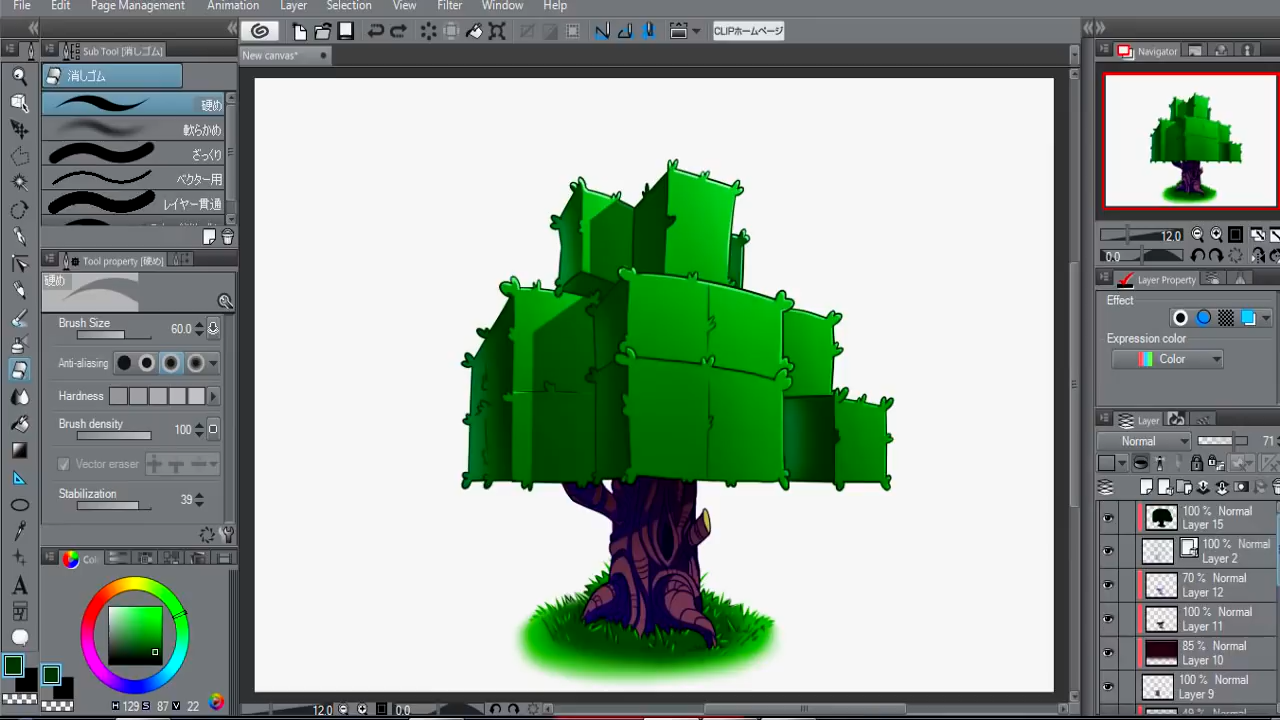 File Edit Page Management Animation Layer Selection View Filter Window Help
CLIPホームページ
Sub Tool [消しゴム]
New canvas*
Navigator
消しゴム
硬め
軟らかめ
ざっくり
ベクター用
レイヤー貫通
12.0
0.0
Tool property [硬め]
硬め
Layer Property
Effect
Brush Size 60.0
Expression color
Anti-aliasing
Color
Hardness
Brush density 100
Layer
Normal 71
Vector eraser
Stabilization 39
100 % Normal
Layer 15
100 % Normal
Layer 2
70 % Normal
Layer 12
100 % Normal
Layer 11
85 % Normal
Layer 10
100 % Normal
Layer 9
49 % Normal
Col
H 129 S 87 V 22
12.0 0.0